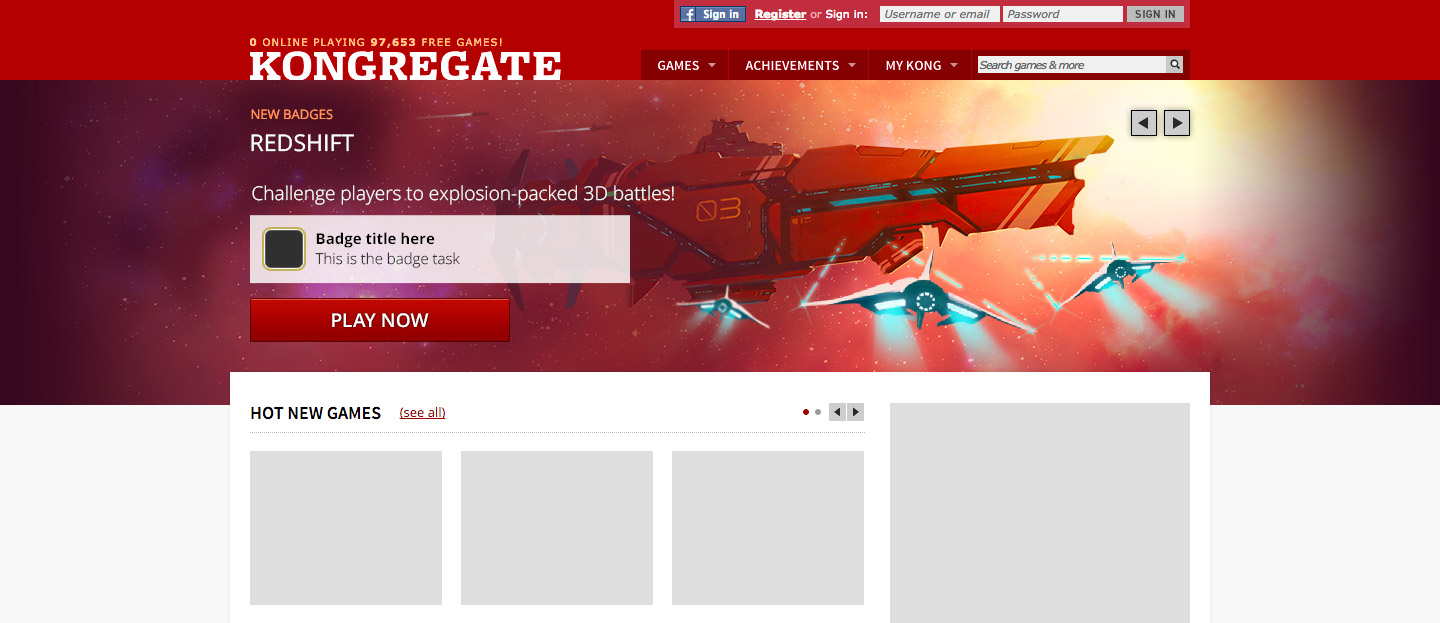 Sign in Register or Sign in: Username or email Password SIGN IN
0 ONLINE PLAYING 97,653 FREE GAMES!
KONGREGATE
GAMES ACHIEVEMENTS MY KONG Search games & more
NEW BADGES
REDSHIFT
Challenge players to explosion-packed 3D battles!
03
Badge title here
This is the badge task
PLAY NOW
HOT NEW GAMES (see all)